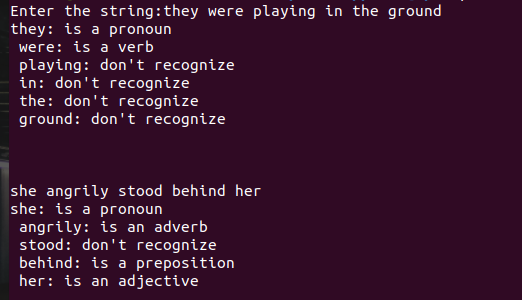 Enter the string:they were playing in the ground
they: is a pronoun
were: is a verb
playing: don't recognize
in: don't recognize
the: don't recognize
ground: don't recognize
she angrily stood behind her
she: is a pronoun
angrily: is an adverb
stood: don't recognize
behind: is a preposition
her: is an adjective